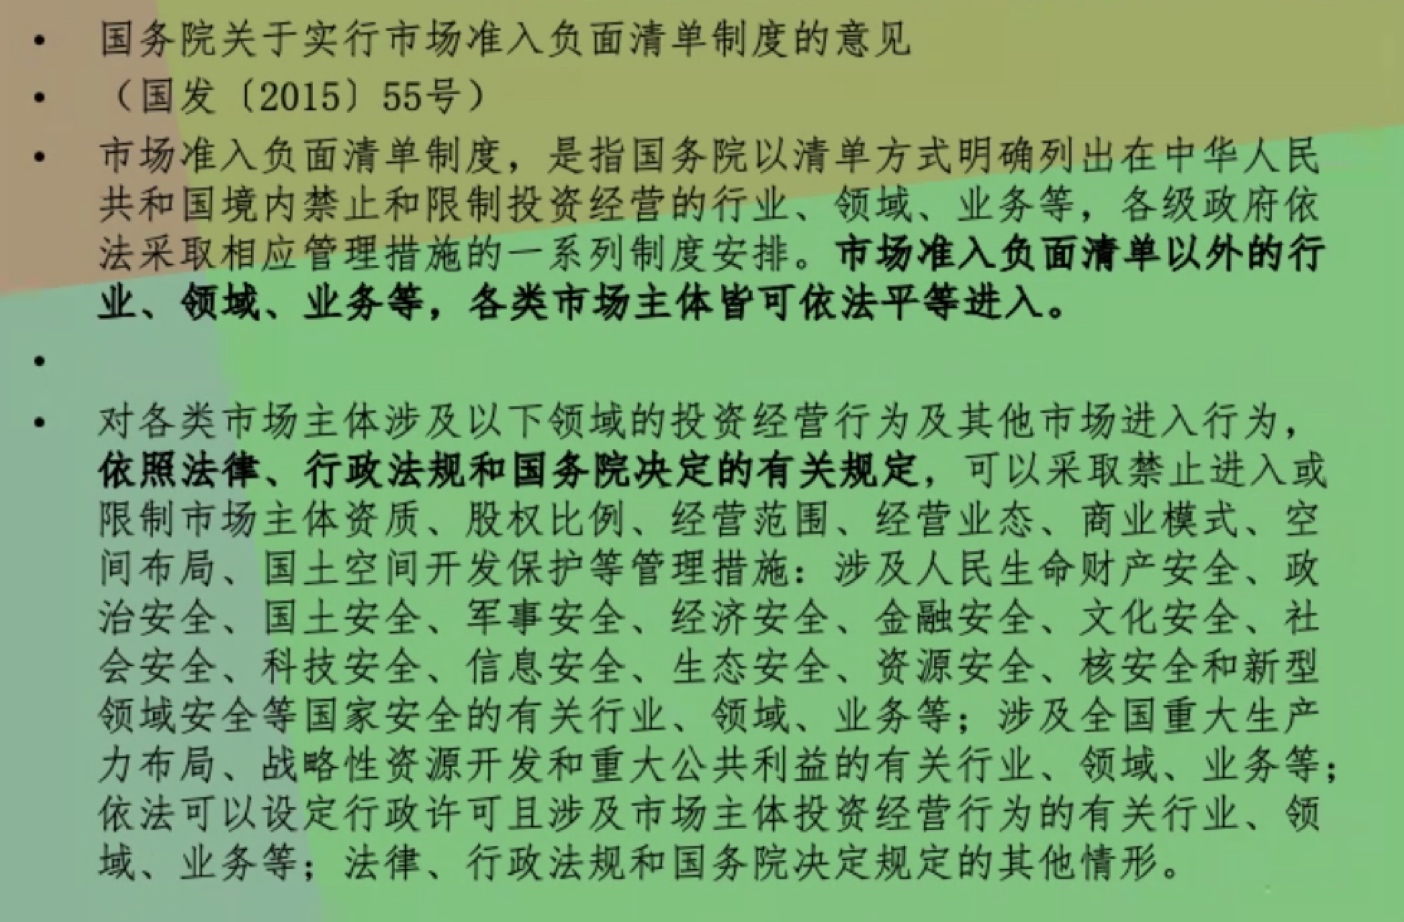 • 国务院关于实行市场准入负面清单制度的意见
• （国发〔2015〕55号）
• 市场准入负面清单制度，是指国务院以清单方式明确列出在中华人民
共和国境内禁止和限制投资经营的行业、领域、业务等，各级政府依
法采取相应管理措施的一系列制度安排。市场准入负面清单以外的行
业、领域、业务等，各类市场主体皆可依法平等进入。
•
• 对各类市场主体涉及以下领域的投资经营行为及其他市场进入行为，
依照法律、行政法规和国务院决定的有关规定，可以采取禁止进入或
限制市场主体资质、股权比例、经营范围、经营业态、商业模式、空
间布局、国土空间开发保护等管理措施：涉及人民生命财产安全、政
治安全、国土安全、军事安全、经济安全、金融安全、文化安全、社
会安全、科技安全、信息安全、生态安全、资源安全、核安全和新型
领域安全等国家安全的有关行业、领域、业务等；涉及全国重大生产
力布局、战略性资源开发和重大公共利益的有关行业、领域、业务等；
依法可以设定行政许可且涉及市场主体投资经营行为的有关行业、领
域、业务等；法律、行政法规和国务院决定规定的其他情形。